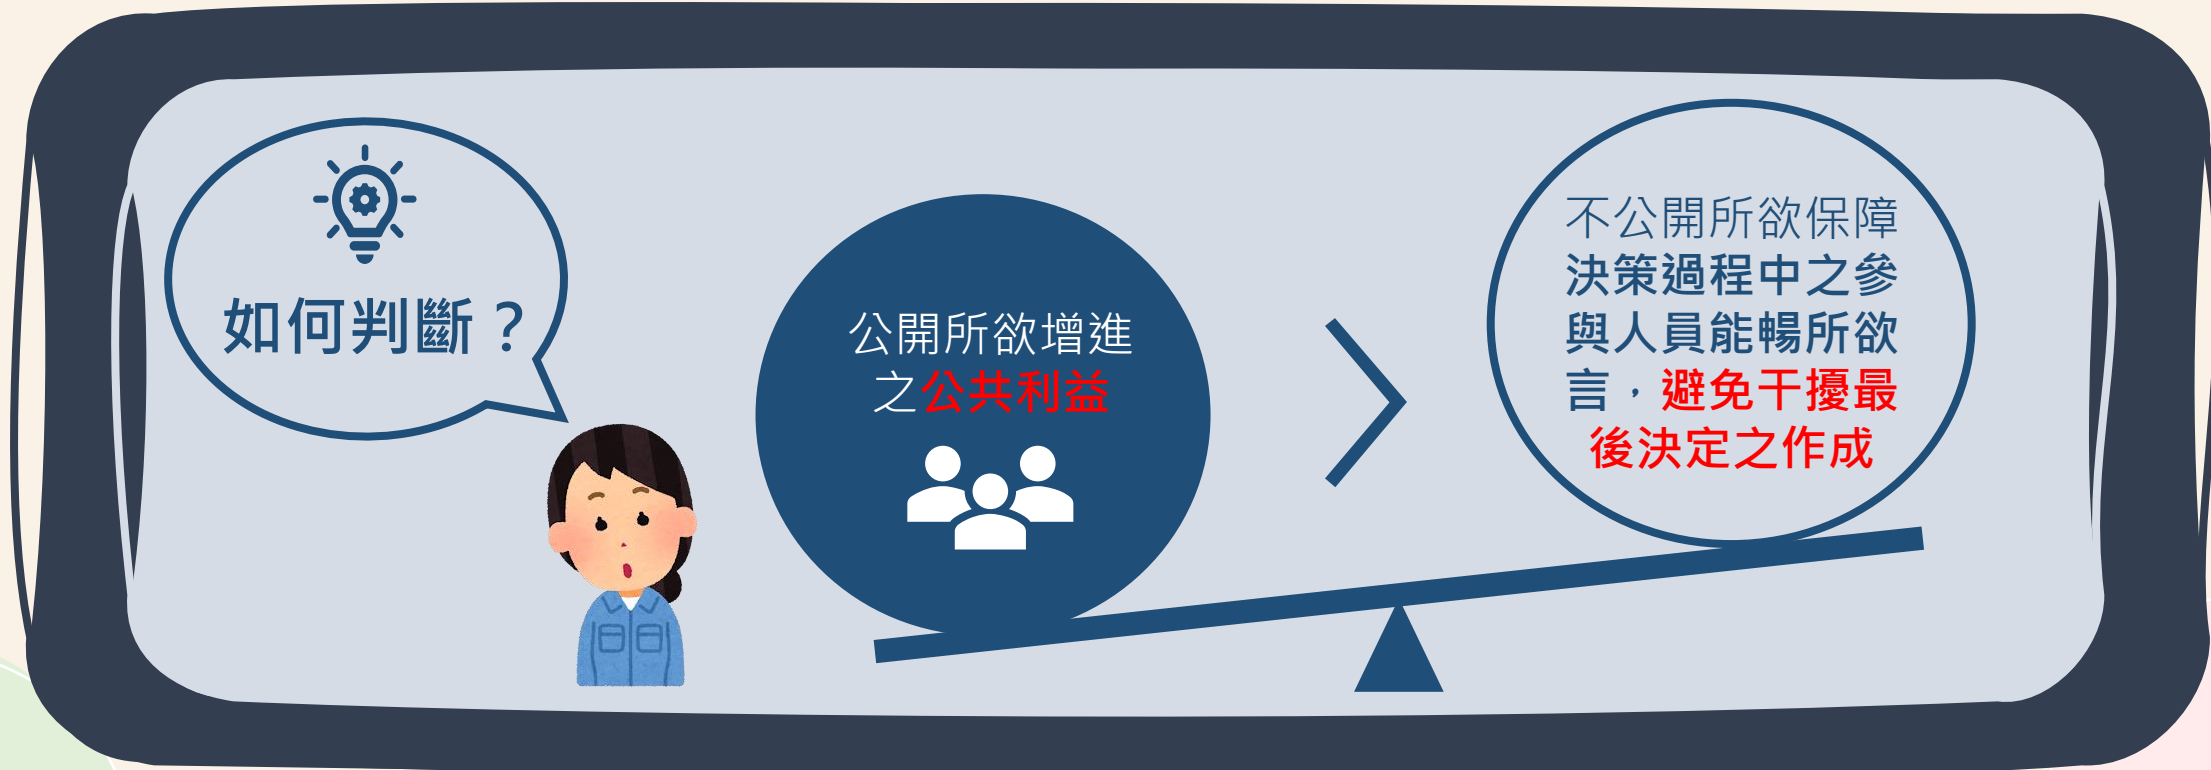 如何判斷？
公開所欲增進
之公共利益
不公開所欲保障
決策過程中之參
與人員能暢所欲
言，避免干擾最
後決定之作成